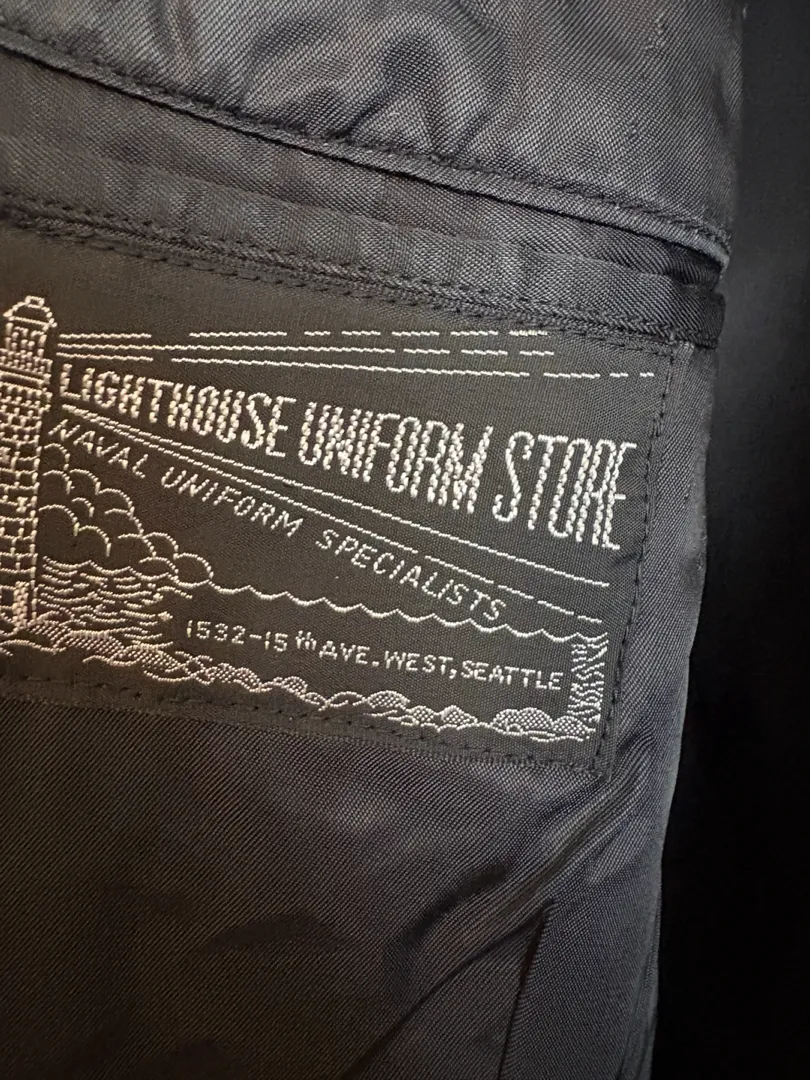 LIGHTHOUSE UNIFORM STORE
NAVAL UNIFORM SPECIALISTS
1532-15th AVE. WEST, SEATTLE